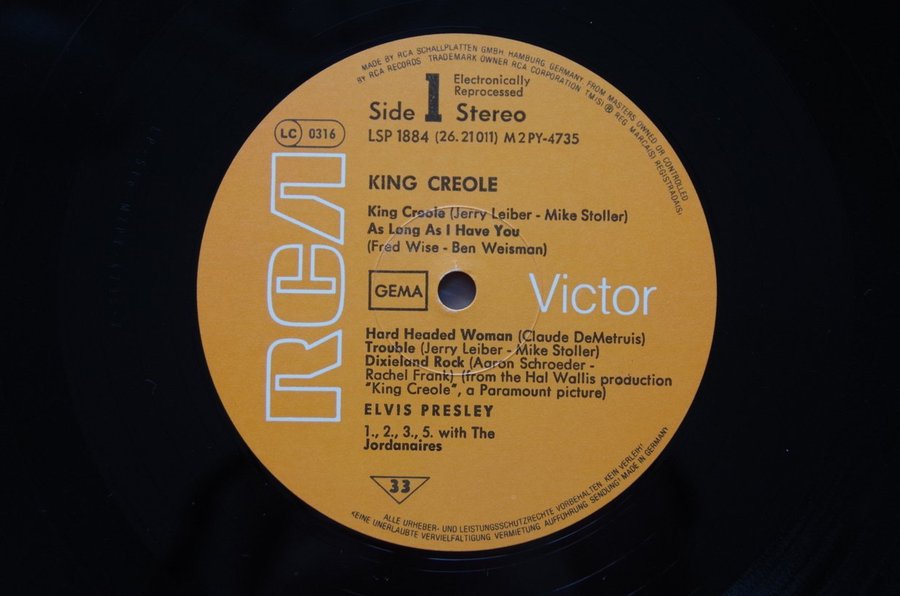 MADE BY RCA SCHALLPLATTEN GMBH, HAMBURG, GERMANY, FROM MASTERS OWNED OR CONTROLLED
BY RCA RECORDS TRADEMARK OWNER RCA CORPORATION TM(S) ® REG. MARCA(S) REGISTRADA(S)
Electronically
Reprocessed
Side 1 Stereo
LSP 1884 (26.21011) M2PY-4735
LC 0316
RCA
KING CREOLE
King Creole (Jerry Leiber - Mike Stoller)
As Long As I Have You
(Fred Wise - Ben Weisman)
GEMA
Victor
Hard Headed Woman (Claude DeMetruis)
Trouble (Jerry Leiber - Mike Stoller)
Dixieland Rock (Aaron Schroeder -
Rachel Frank) (from the Hal Wallis production
"King Creole", a Paramount picture)
ELVIS PRESLEY
1., 2., 3., 5. with The
Jordanaires
33
ALLE URHEBER- UND LEISTUNGSSCHUTZRECHTE VORBEHALTEN KEIN VERLEIH!
KEINE UNERLAUBTE VERVIELFÄLTIGUNG VERMIETUNG AUFFÜHRUNG SENDUNG! MADE IN GERMANY